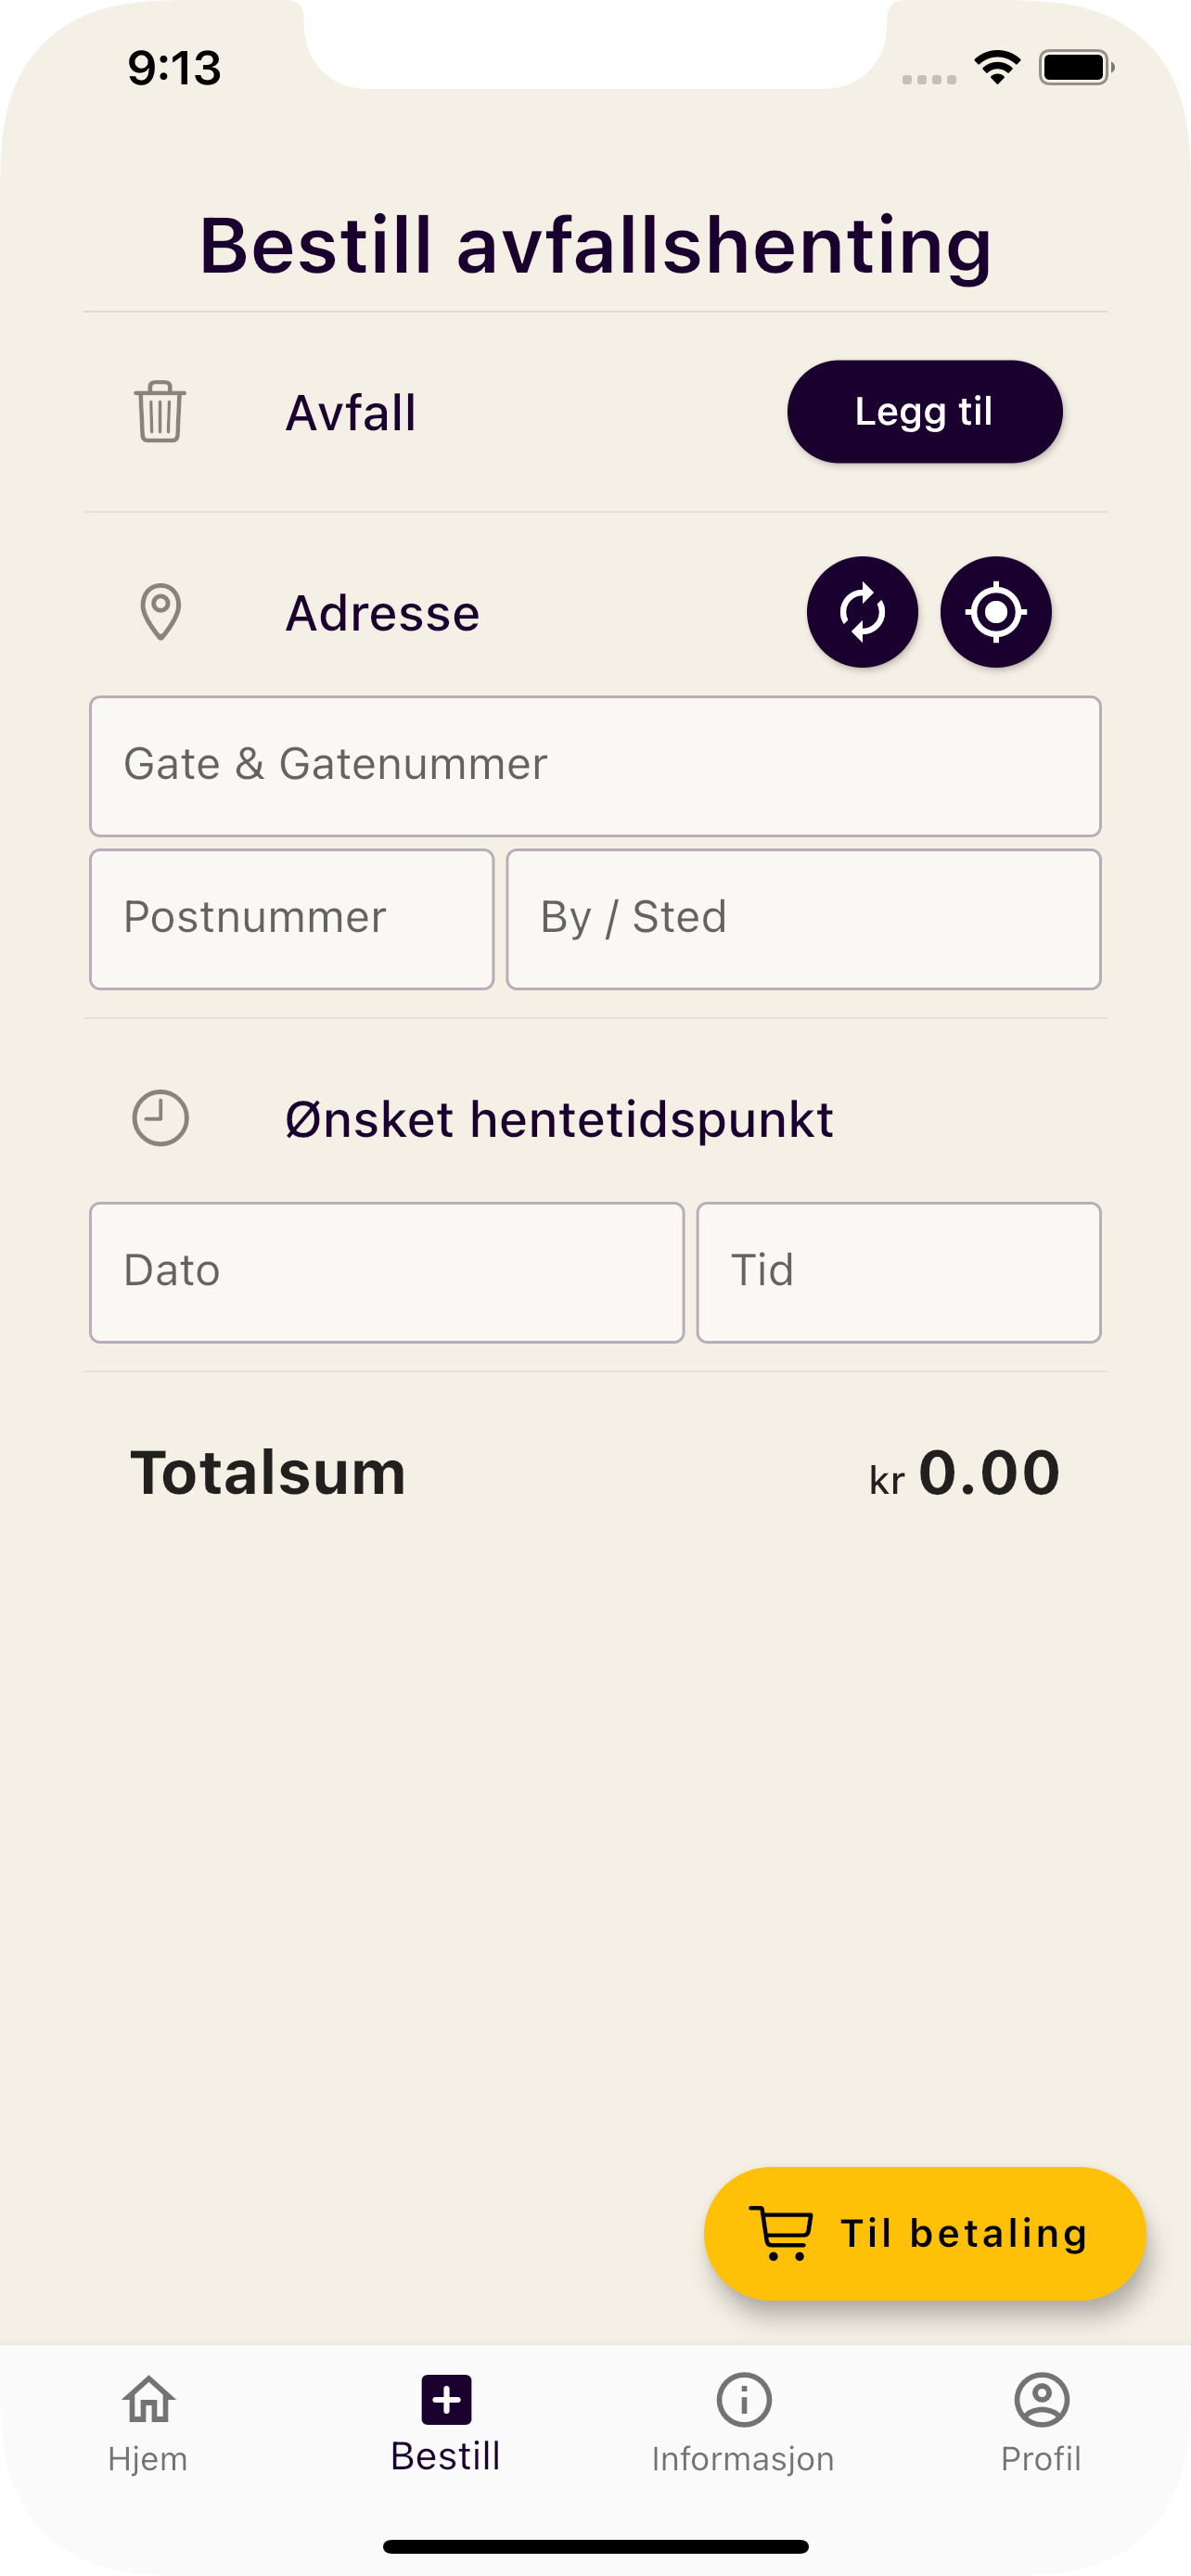 9:13
Bestill avfallshenting
Avfall
Legg til
Adresse
Gate & Gatenummer
Postnummer
By / Sted
Ønsket hentetidspunkt
Dato
Tid
Totalsum
kr 0.00
Til betaling
Hjem
Bestill
Informasjon
Profil